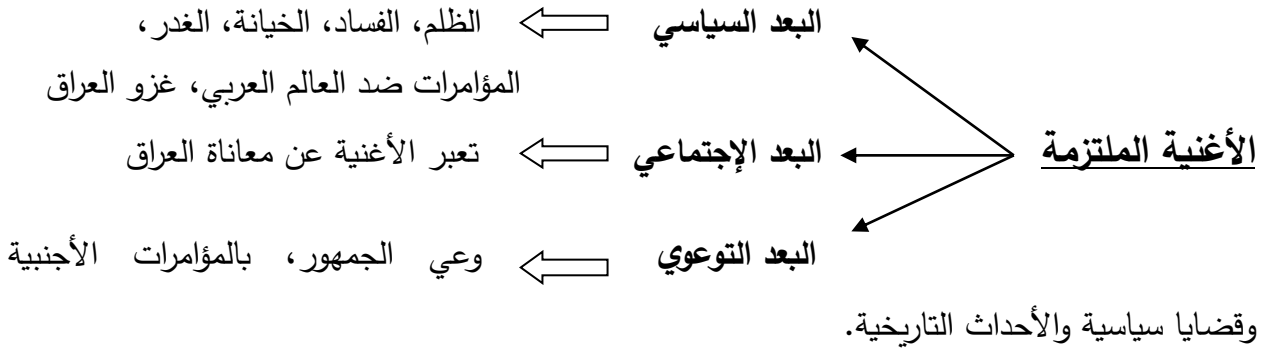 البعد السياسي الظلم، الفساد، الخيانة، الغدر،
المؤامرات ضد العالم العربي، غزو العراق
الأغنية الملتزمة البعد الإجتماعي تعبر الأغنية عن معاناة العراق
البعد التوعوي وعي الجمهور، بالمؤامرات الأجنبية
وقضايا سياسية والأحداث التاريخية.